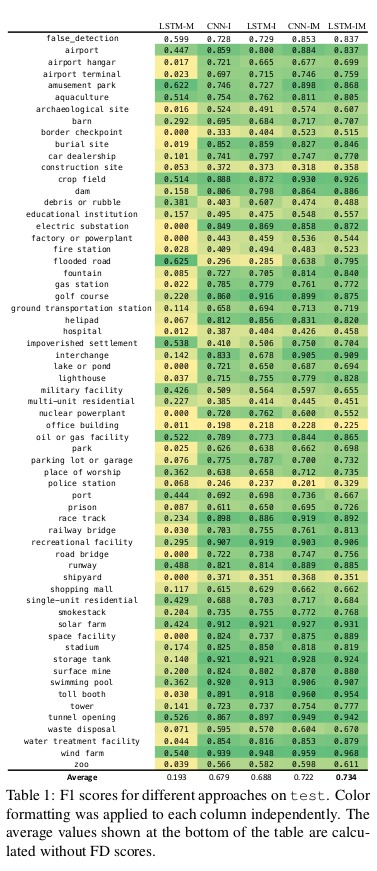 LSTM-M CNN-I LSTM-I CNN-IM LSTM-IM
false_detection 0.599 0.728 0.729 0.853 0.837
airport 0.447 0.859 0.800 0.884 0.837
airport hangar 0.017 0.721 0.665 0.677 0.699
airport terminal 0.023 0.697 0.715 0.746 0.759
amusement park 0.622 0.746 0.727 0.898 0.868
aquaculture 0.514 0.754 0.762 0.811 0.805
archaeological site 0.016 0.524 0.491 0.574 0.607
barn 0.292 0.695 0.684 0.717 0.707
border checkpoint 0.000 0.333 0.404 0.523 0.515
burial site 0.019 0.852 0.859 0.827 0.846
car dealership 0.101 0.741 0.797 0.747 0.770
construction site 0.053 0.372 0.373 0.318 0.358
crop field 0.514 0.888 0.872 0.930 0.926
dam 0.158 0.806 0.798 0.864 0.886
debris or rubble 0.381 0.403 0.607 0.474 0.488
educational institution 0.157 0.495 0.475 0.548 0.557
electric substation 0.000 0.849 0.869 0.858 0.872
factory or powerplant 0.000 0.443 0.459 0.536 0.544
fire station 0.028 0.409 0.494 0.483 0.523
flooded road 0.625 0.296 0.285 0.638 0.795
fountain 0.085 0.727 0.705 0.814 0.840
gas station 0.022 0.785 0.779 0.761 0.772
golf course 0.220 0.860 0.916 0.899 0.875
ground transportation station 0.114 0.658 0.694 0.713 0.719
helipad 0.067 0.812 0.856 0.831 0.820
hospital 0.012 0.387 0.404 0.426 0.458
impoverished settlement 0.538 0.410 0.506 0.750 0.704
interchange 0.142 0.833 0.678 0.905 0.909
lake or pond 0.000 0.721 0.650 0.687 0.694
lighthouse 0.037 0.715 0.755 0.779 0.828
military facility 0.426 0.509 0.564 0.597 0.655
multi-unit residential 0.227 0.385 0.414 0.445 0.451
nuclear powerplant 0.000 0.720 0.762 0.600 0.552
office building 0.011 0.198 0.218 0.228 0.225
oil or gas facility 0.522 0.789 0.773 0.844 0.865
park 0.025 0.626 0.638 0.662 0.698
parking lot or garage 0.076 0.775 0.787 0.700 0.732
place of worship 0.362 0.638 0.658 0.712 0.735
police station 0.068 0.246 0.237 0.201 0.329
port 0.444 0.692 0.698 0.736 0.667
prison 0.087 0.611 0.650 0.695 0.726
race track 0.234 0.898 0.886 0.919 0.892
railway bridge 0.030 0.703 0.755 0.761 0.813
recreational facility 0.295 0.907 0.919 0.903 0.906
road bridge 0.000 0.722 0.738 0.747 0.756
runway 0.488 0.821 0.814 0.889 0.885
shipyard 0.000 0.371 0.351 0.368 0.351
shopping mall 0.117 0.615 0.629 0.662 0.662
single-unit residential 0.429 0.688 0.703 0.717 0.684
smokestack 0.204 0.735 0.755 0.772 0.768
solar farm 0.424 0.912 0.921 0.927 0.931
space facility 0.000 0.824 0.737 0.875 0.889
stadium 0.174 0.825 0.850 0.818 0.819
storage tank 0.140 0.921 0.921 0.928 0.924
surface mine 0.200 0.824 0.802 0.870 0.880
swimming pool 0.362 0.920 0.913 0.906 0.907
toll booth 0.030 0.891 0.918 0.960 0.954
tower 0.141 0.723 0.737 0.754 0.777
tunnel opening 0.526 0.867 0.897 0.949 0.942
waste disposal 0.071 0.595 0.570 0.604 0.670
water treatment facility 0.044 0.854 0.816 0.853 0.879
wind farm 0.540 0.939 0.948 0.959 0.968
zoo 0.039 0.566 0.582 0.598 0.611
Average 0.193 0.679 0.688 0.722 0.734
Table 1: F1 scores for different approaches on test. Color
formatting was applied to each column independently. The
average values shown at the bottom of the table are calcu-
lated without FD scores.